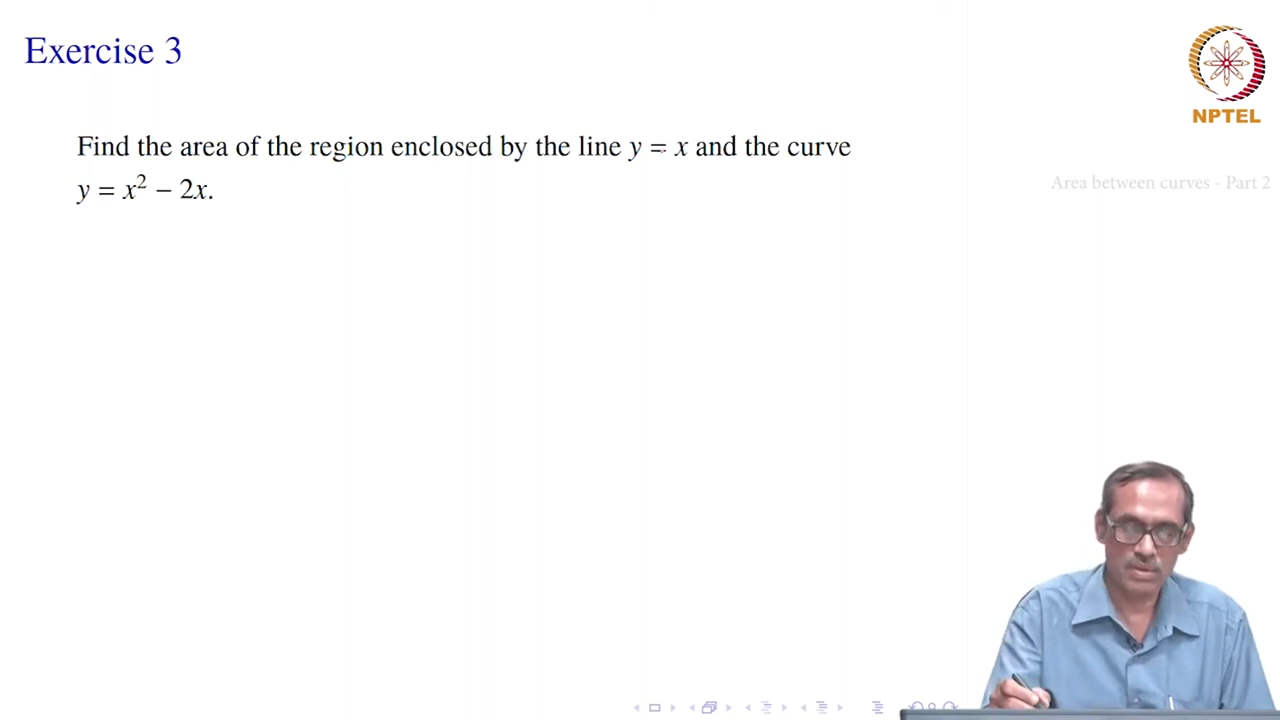 Exercise 3
NPTEL
Find the area of the region enclosed by the line y = x and the curve
y = x² − 2x.
Area between curves - Part 2